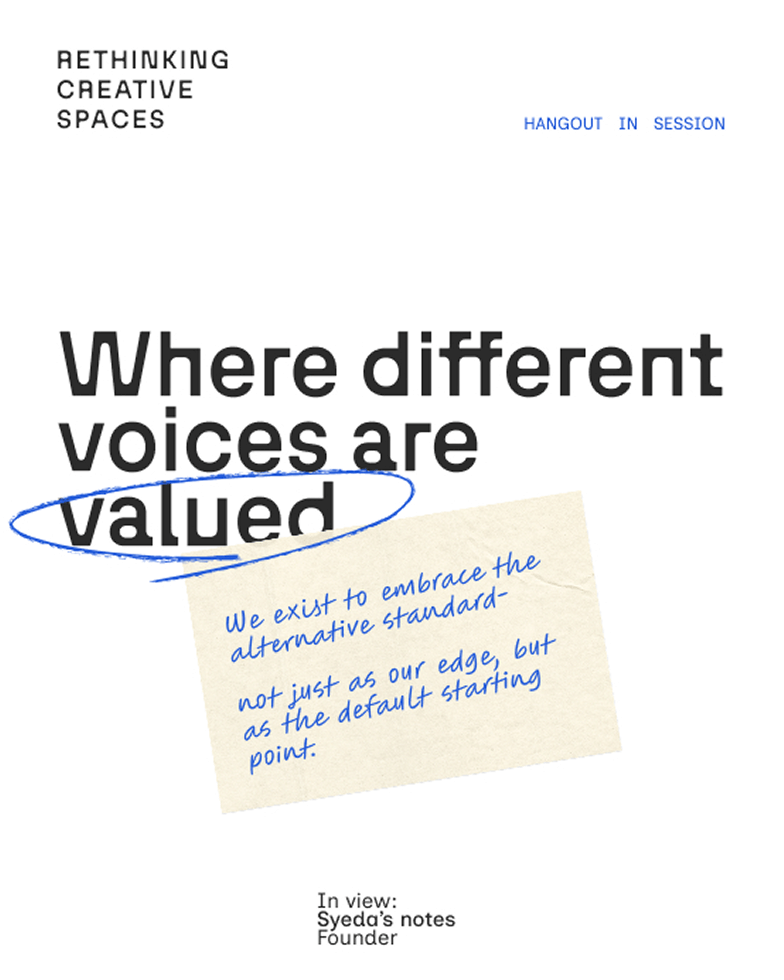 RETHINKING
CREATIVE
SPACES
HANGOUT IN SESSION
Where different
voices are
valued
We exist to embrace the
alternative standard-
not just as our edge, but
as the default starting
point.
In view:
Syeda's notes
Founder